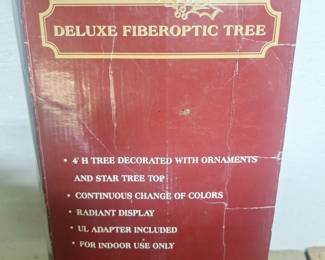 DELUXE FIBEROPTIC TREE
• 4' H TREE DECORATED WITH ORNAMENTS
AND STAR TREE TOP
• CONTINUOUS CHANGE OF COLORS
• RADIANT DISPLAY
• UL ADAPTER INCLUDED
• FOR INDOOR USE ONLY